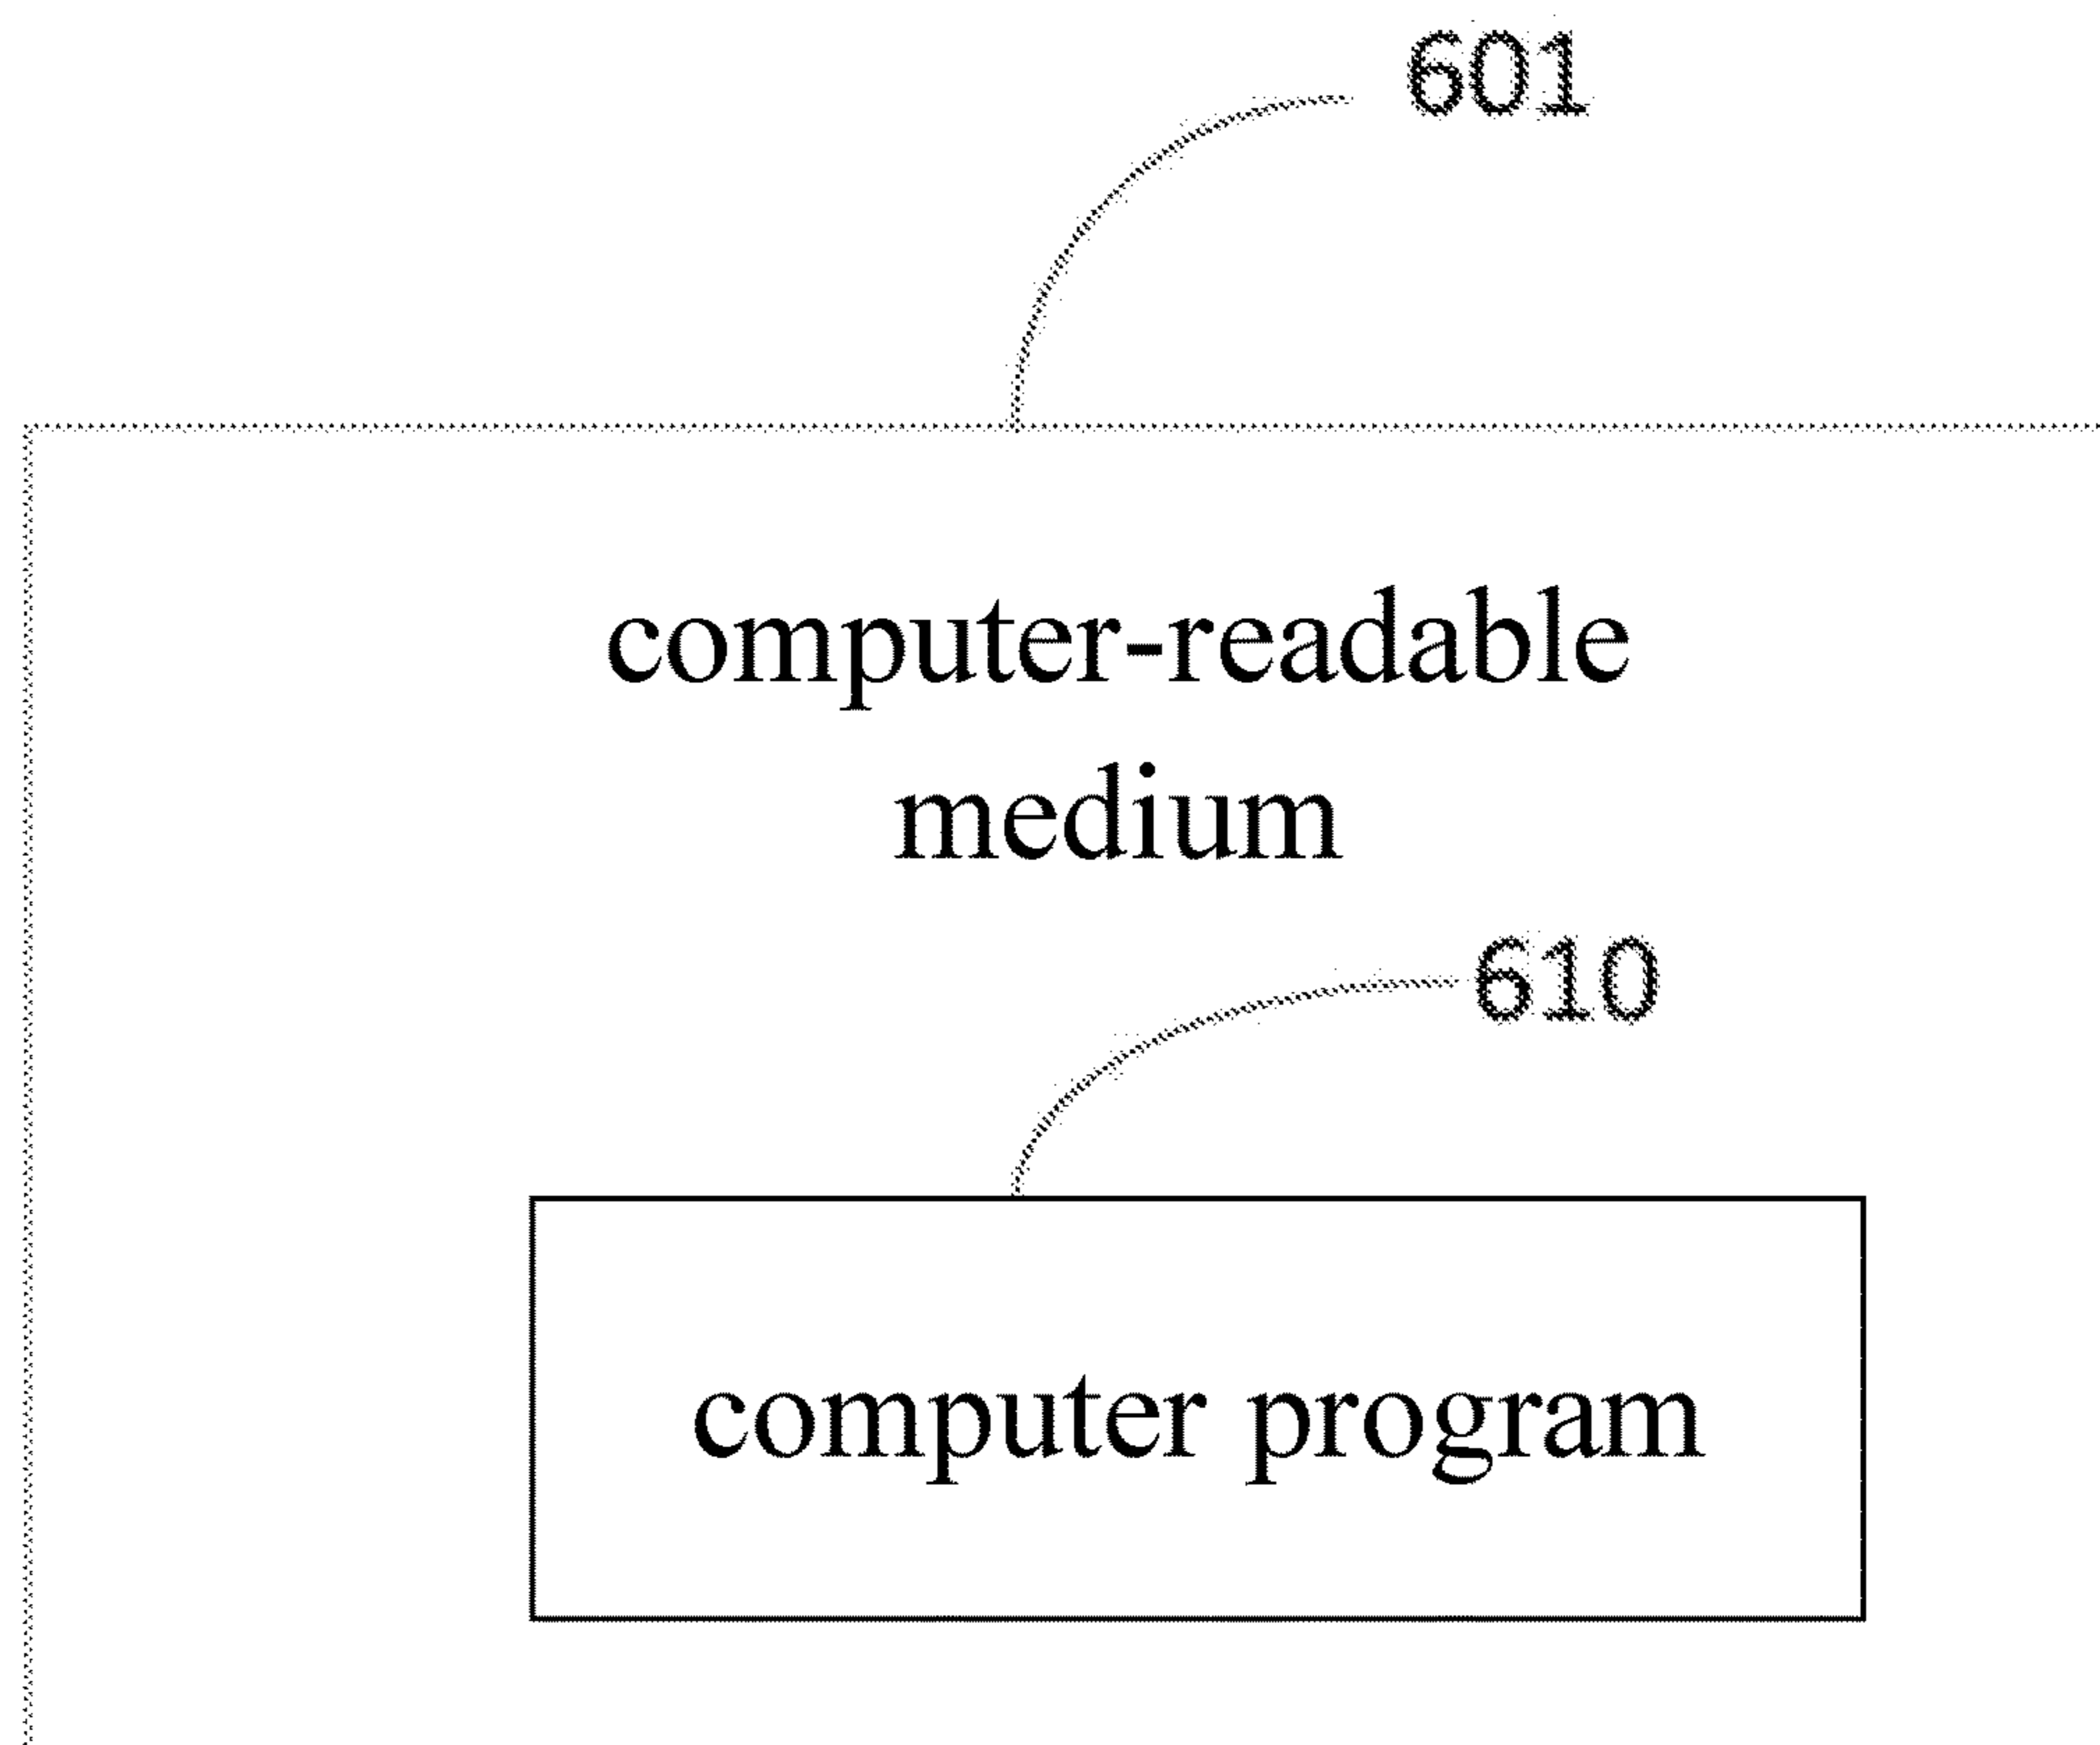 601
computer-readable
medium
610
computer program